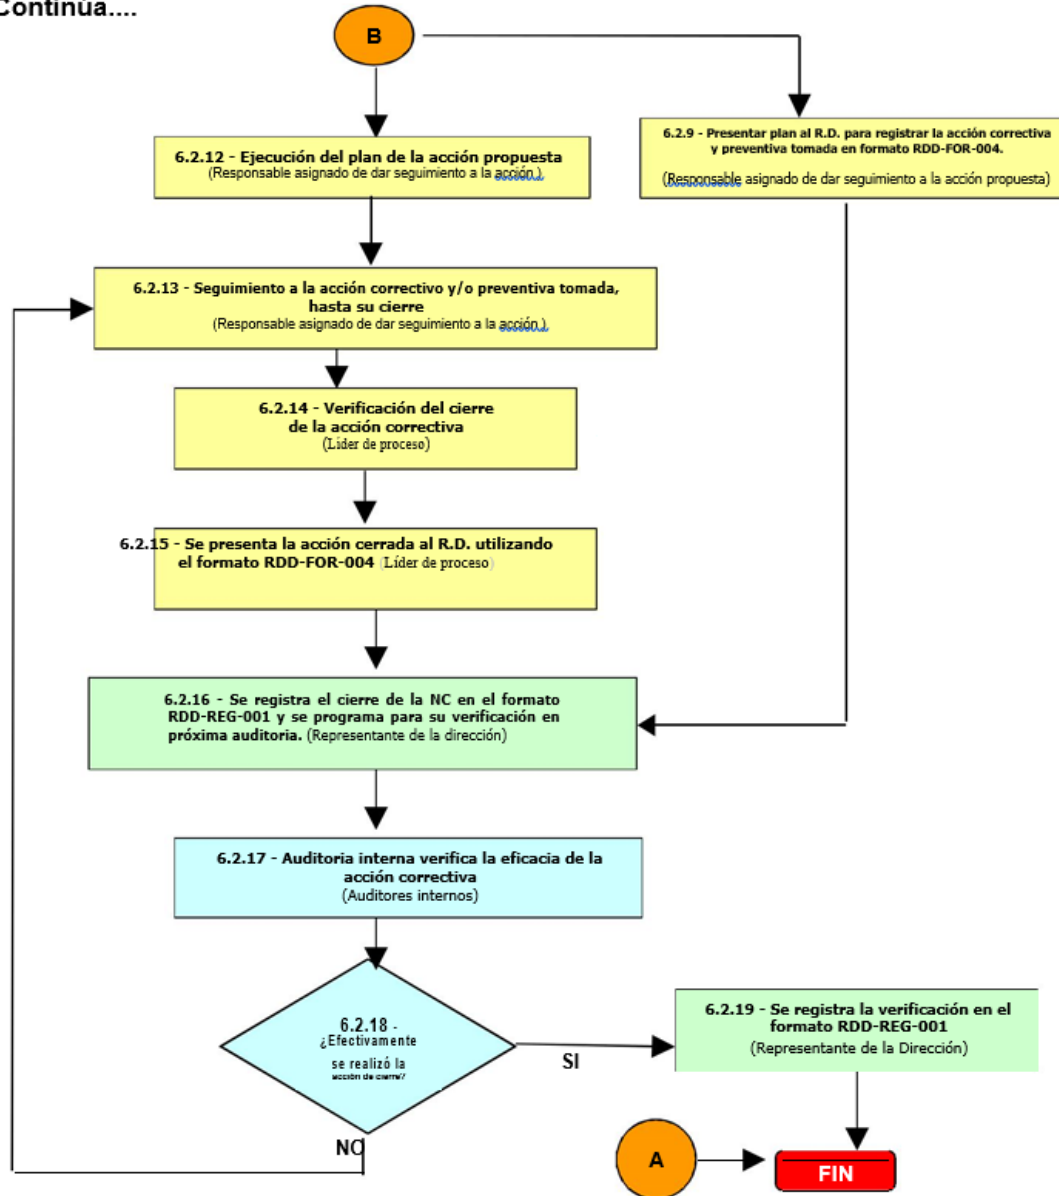 Continúa....
B
6.2.12 - Ejecución del plan de la acción propuesta
(Responsable asignado de dar seguimiento a la acción.)
6.2.9 - Presentar plan al R.D. para registrar la acción correctiva
y preventiva tomada en formato RDD-FOR-004.
(Responsable asignado de dar seguimiento a la acción propuesta)
6.2.13 - Seguimiento a la acción correctivo y/o preventiva tomada,
hasta su cierre
(Responsable asignado de dar seguimiento a la acción.)
6.2.14 - Verificación del cierre
de la acción correctiva
(Líder de proceso)
6.2.15 - Se presenta la acción cerrada al R.D. utilizando
el formato RDD-FOR-004 (Líder de proceso)
6.2.16 - Se registra el cierre de la NC en el formato
RDD-REG-001 y se programa para su verificación en
próxima auditoria. (Representante de la dirección)
6.2.17 - Auditoria interna verifica la eficacia de la
acción correctiva
(Auditores internos)
6.2.18 -
¿Efectivamente
se realizó la
acción de cierre?
SI
NO
6.2.19 - Se registra la verificación en el
formato RDD-REG-001
(Representante de la Dirección)
A
FIN